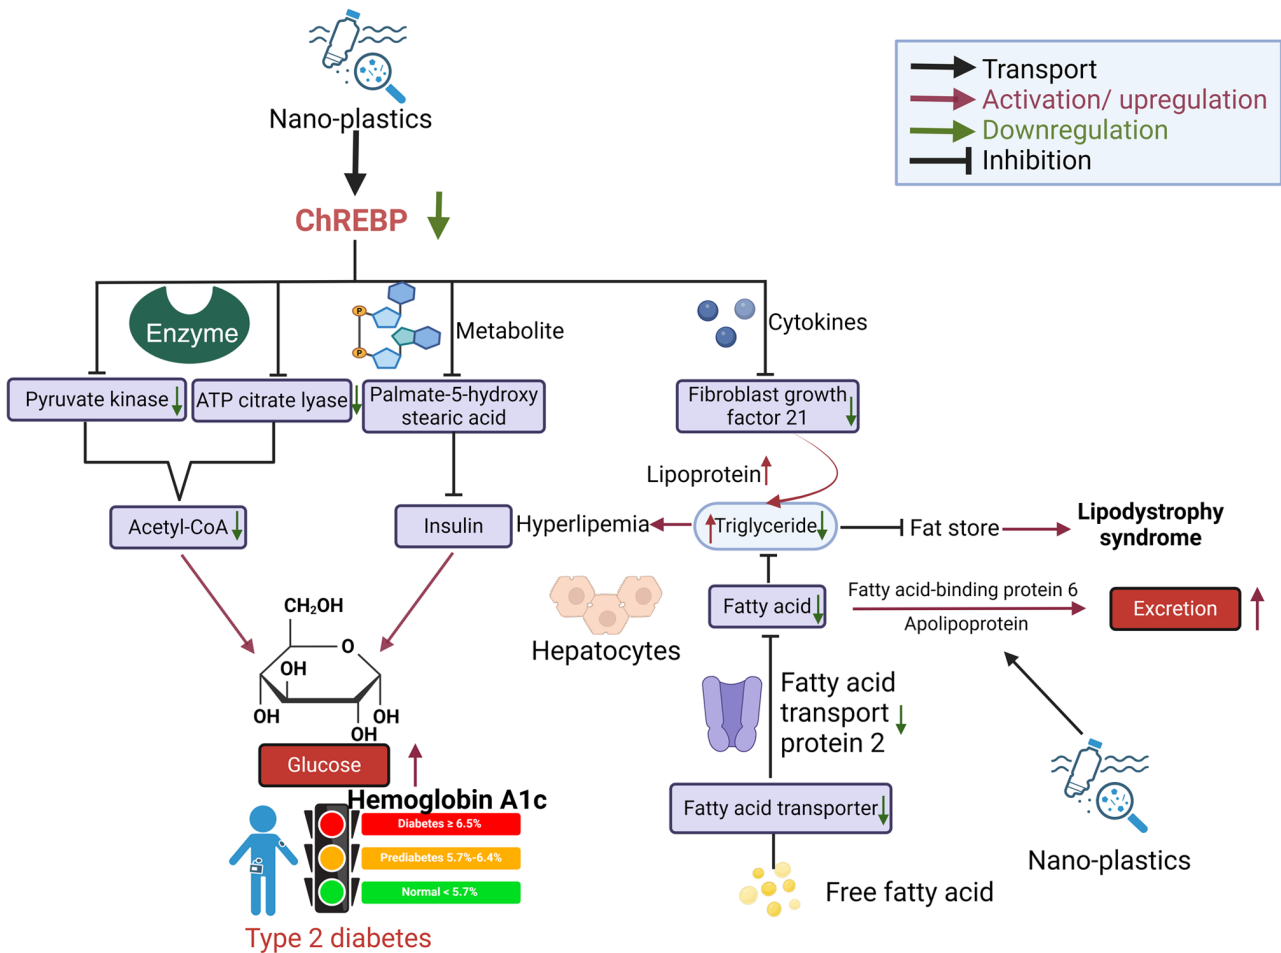 Nano-plastics
Transport
Activation/ upregulation
Downregulation
Inhibition
ChREBP
Enzyme
P
P
Metabolite
Cytokines
Pyruvate kinase
ATP citrate lyase
Palmate-5-hydroxy
stearic acid
Fibroblast growth
factor 21
Lipoprotein
Acetyl-CoA
Insulin
Hyperlipemia
Triglyceride
Fat store
Lipodystrophy
syndrome
Hepatocytes
Fatty acid
Fatty acid-binding protein 6
Apolipoprotein
Excretion
CH₂OH
O
OH
OH
OH
OH
Glucose
Fatty acid
transport
protein 2
Fatty acid transporter
Free fatty acid
Nano-plastics
Hemoglobin A1c
Diabetes ≥ 6.5%
Prediabetes 5.7%-6.4%
Normal < 5.7%
Type 2 diabetes